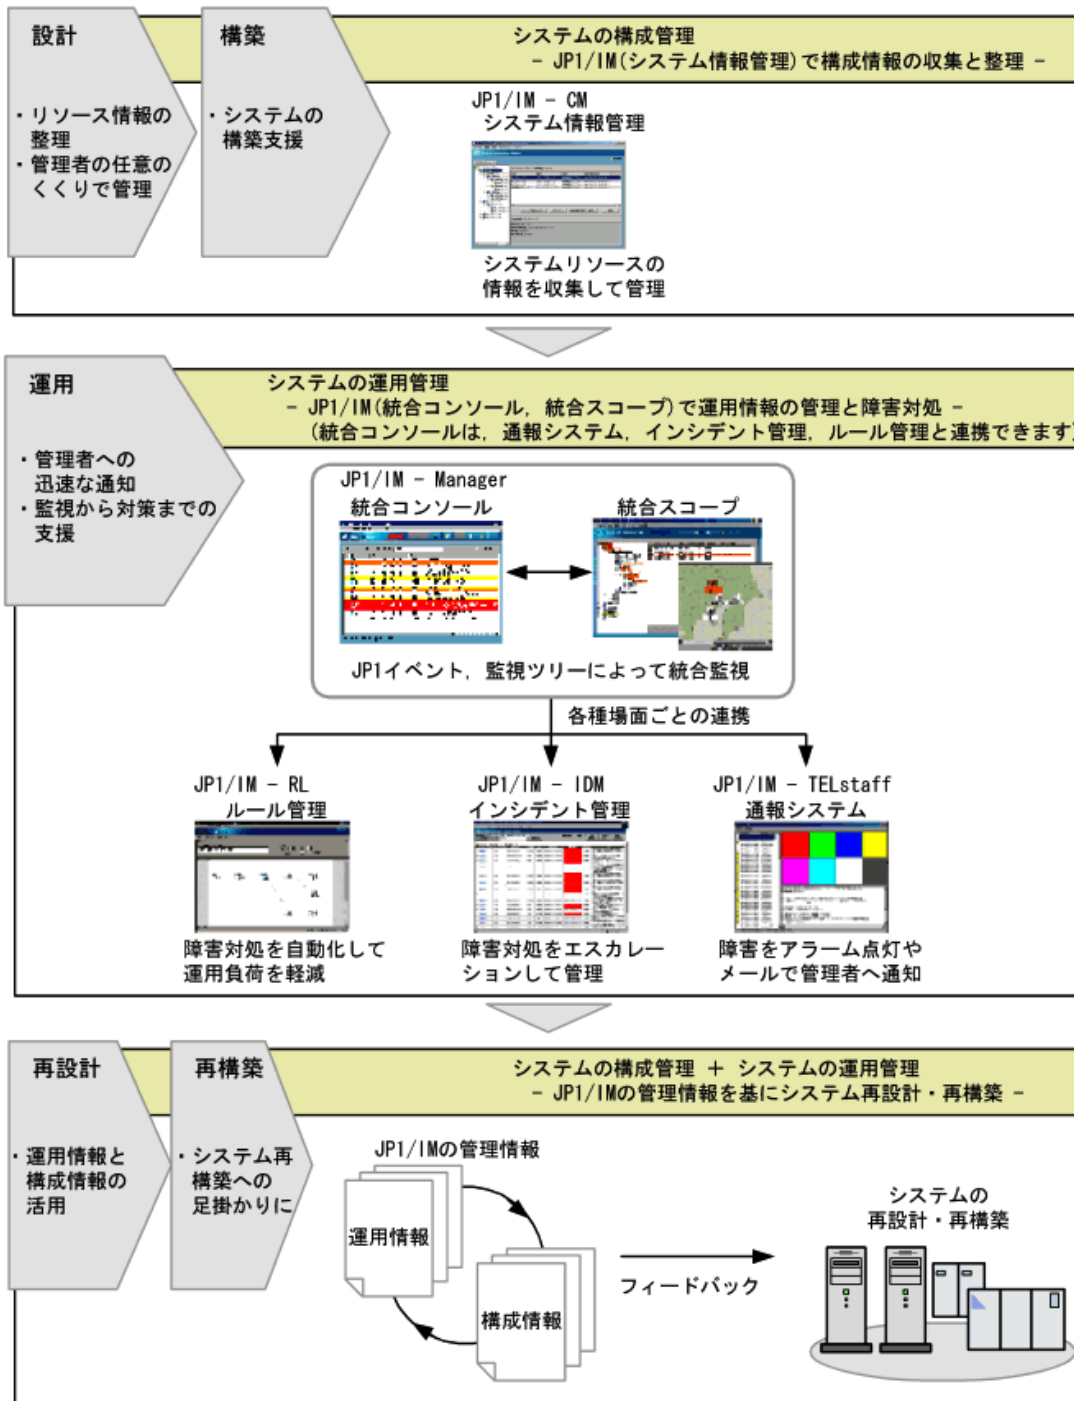 設計
・リソース情報の
整理
・管理者の任意の
くくりで管理
構築
・システムの
構築支援
システムの構成管理
- JP1/IM(システム情報管理)で構成情報の収集と整理 -
JP1/IM - CM
システム情報管理
システムリソースの
情報を収集して管理
運用
・管理者への
迅速な通知
・監視から対策までの
支援
システムの運用管理
- JP1/IM(統合コンソール, 統合スコープ)で運用情報の管理と障害対処 -
(統合コンソールは, 通報システム, インシデント管理, ルール管理と連携できます)
JP1/IM - Manager
統合コンソール
統合スコープ
JP1イベント, 監視ツリーによって統合監視
各種場面ごとの連携
JP1/IM - RL
ルール管理
障害対処を自動化して
運用負荷を軽減
JP1/IM - IDM
インシデント管理
障害対処をエスカレー
ションして管理
JP1/IM - TELstaff
通報システム
障害をアラーム点灯や
メールで管理者へ通知
再設計
・運用情報と
構成情報の
活用
再構築
・システム再
構築への
足掛かりに
システムの構成管理 + システムの運用管理
- JP1/IMの管理情報を基にシステム再設計・再構築 -
JP1/IMの管理情報
運用情報
構成情報
フィードバック
システムの
再設計・再構築